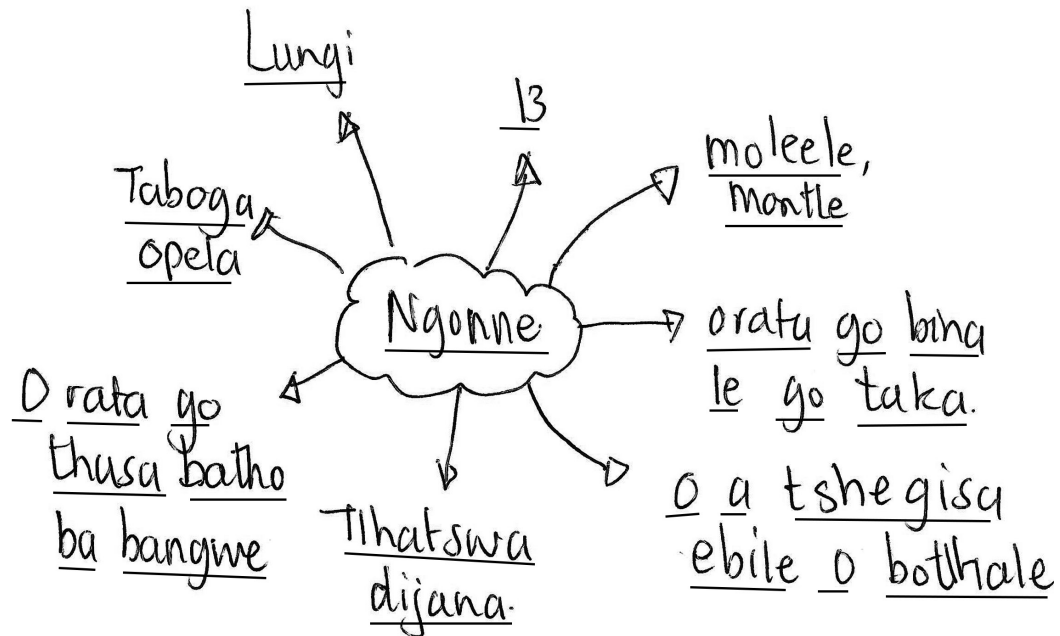 Lungi
13
moleele,
montle
Taboga
opela
Ngonne
oratu go bina
le go taka.
O rata go
thusa batho
ba bangwe
Tlhatswa
dijana.
o a tshegisa
ebile o botlhale